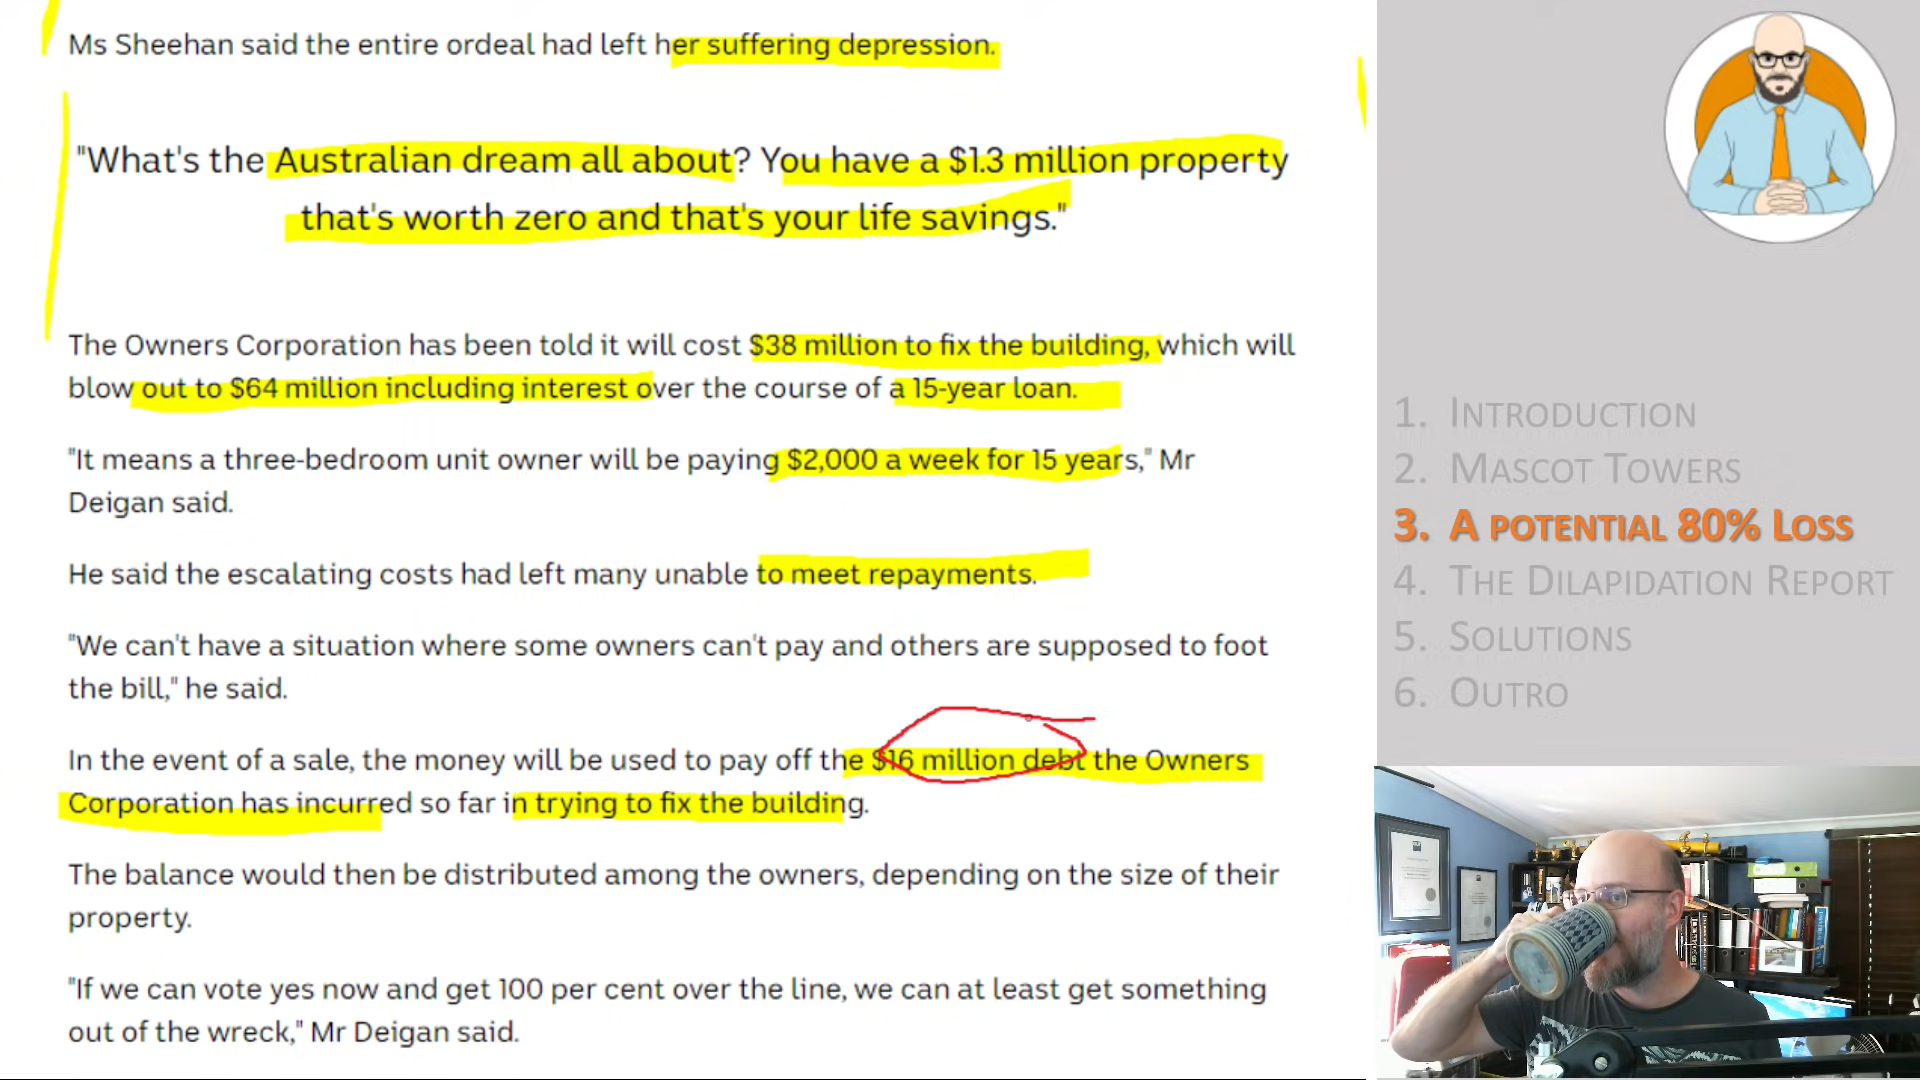 Ms Sheehan said the entire ordeal had left her suffering depression.
"What's the Australian dream all about? You have a $1.3 million property
that's worth zero and that's your life savings."
The Owners Corporation has been told it will cost $38 million to fix the building, which will
blow out to $64 million including interest over the course of a 15-year loan.
"It means a three-bedroom unit owner will be paying $2,000 a week for 15 years," Mr
Deigan said.
He said the escalating costs had left many unable to meet repayments.
"We can't have a situation where some owners can't pay and others are supposed to foot
the bill," he said.
In the event of a sale, the money will be used to pay off the $16 million debt the Owners
Corporation has incurred so far in trying to fix the building.
The balance would then be distributed among the owners, depending on the size of their
property.
"If we can vote yes now and get 100 per cent over the line, we can at least get something
out of the wreck," Mr Deigan said.
1. Introduction
2. Mascot Towers
3. A potential 80% Loss
4. The Dilapidation Report
5. Solutions
6. Outro